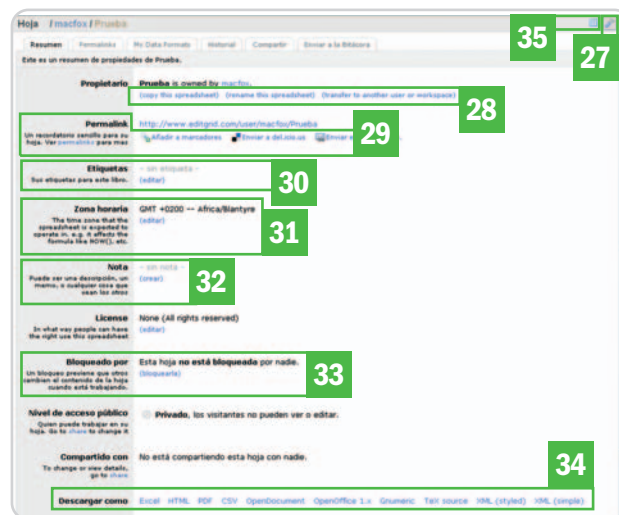 Hoja / macfox / Prueba
35
27
Resumen Permalinks My Data Formats Historial Compartir Enviar a la Bitácora
Este es un resumen de propiedades de Prueba.
Propietario Prueba is owned by macfox.
(copy this spreadsheet) (rename this spreadsheet) (transfer to another user or workspace)
28
Permalink http://www.editgrid.com/user/macfox/Prueba
Un recordatorio sencillo para su hoja. Ver permalinks para mas
Añadir a marcadores Enviar a del.icio.us Enviar
29
Etiquetas - sin etiqueta -
Sus etiquetas para este libro. (editar)
30
Zona horaria GMT +0200 -- Africa/Blantyre
The time zone that the (editar)
spreadsheet is expected to
operate in, e.g. it affects the
formula like NOW(), etc.
31
Nota - sin nota -
Puede ser una descripción, un (crear)
memo, o cualquier cosa que
vean los otros
32
License None (All rights reserved)
In what way people can have (editar)
the right use this spreadsheet
Bloqueado por Esta hoja no está bloqueada por nadie.
Un bloqueo previene que otros (bloquearla)
cambien el contenido de la hoja
cuando está trabajando.
33
Nivel de acceso público Privado, los visitantes no pueden ver o editar.
Quien puede trabajar en su
hoja. Go to share to change it
Compartido con No está compartiendo esta hoja con nadie.
To change or view details,
go to share
34
Descargar como Excel HTML PDF CSV OpenDocument OpenOffice 1.x Gnumeric TeX source XML (styled) XML (simple)